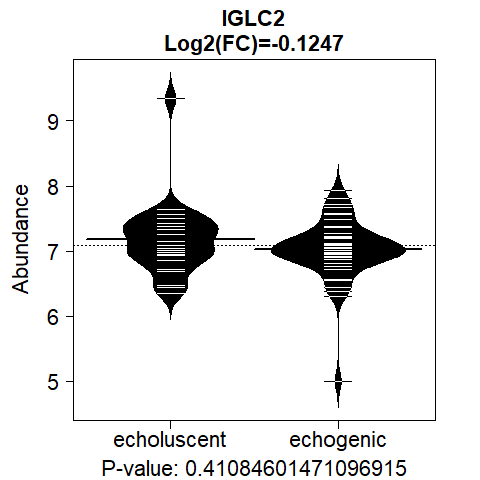 IGLC2
Log2(FC)=-0.1247
Abundance
9
8
7
6
5
echoluscent echogenic
P-value: 0.41084601471096915